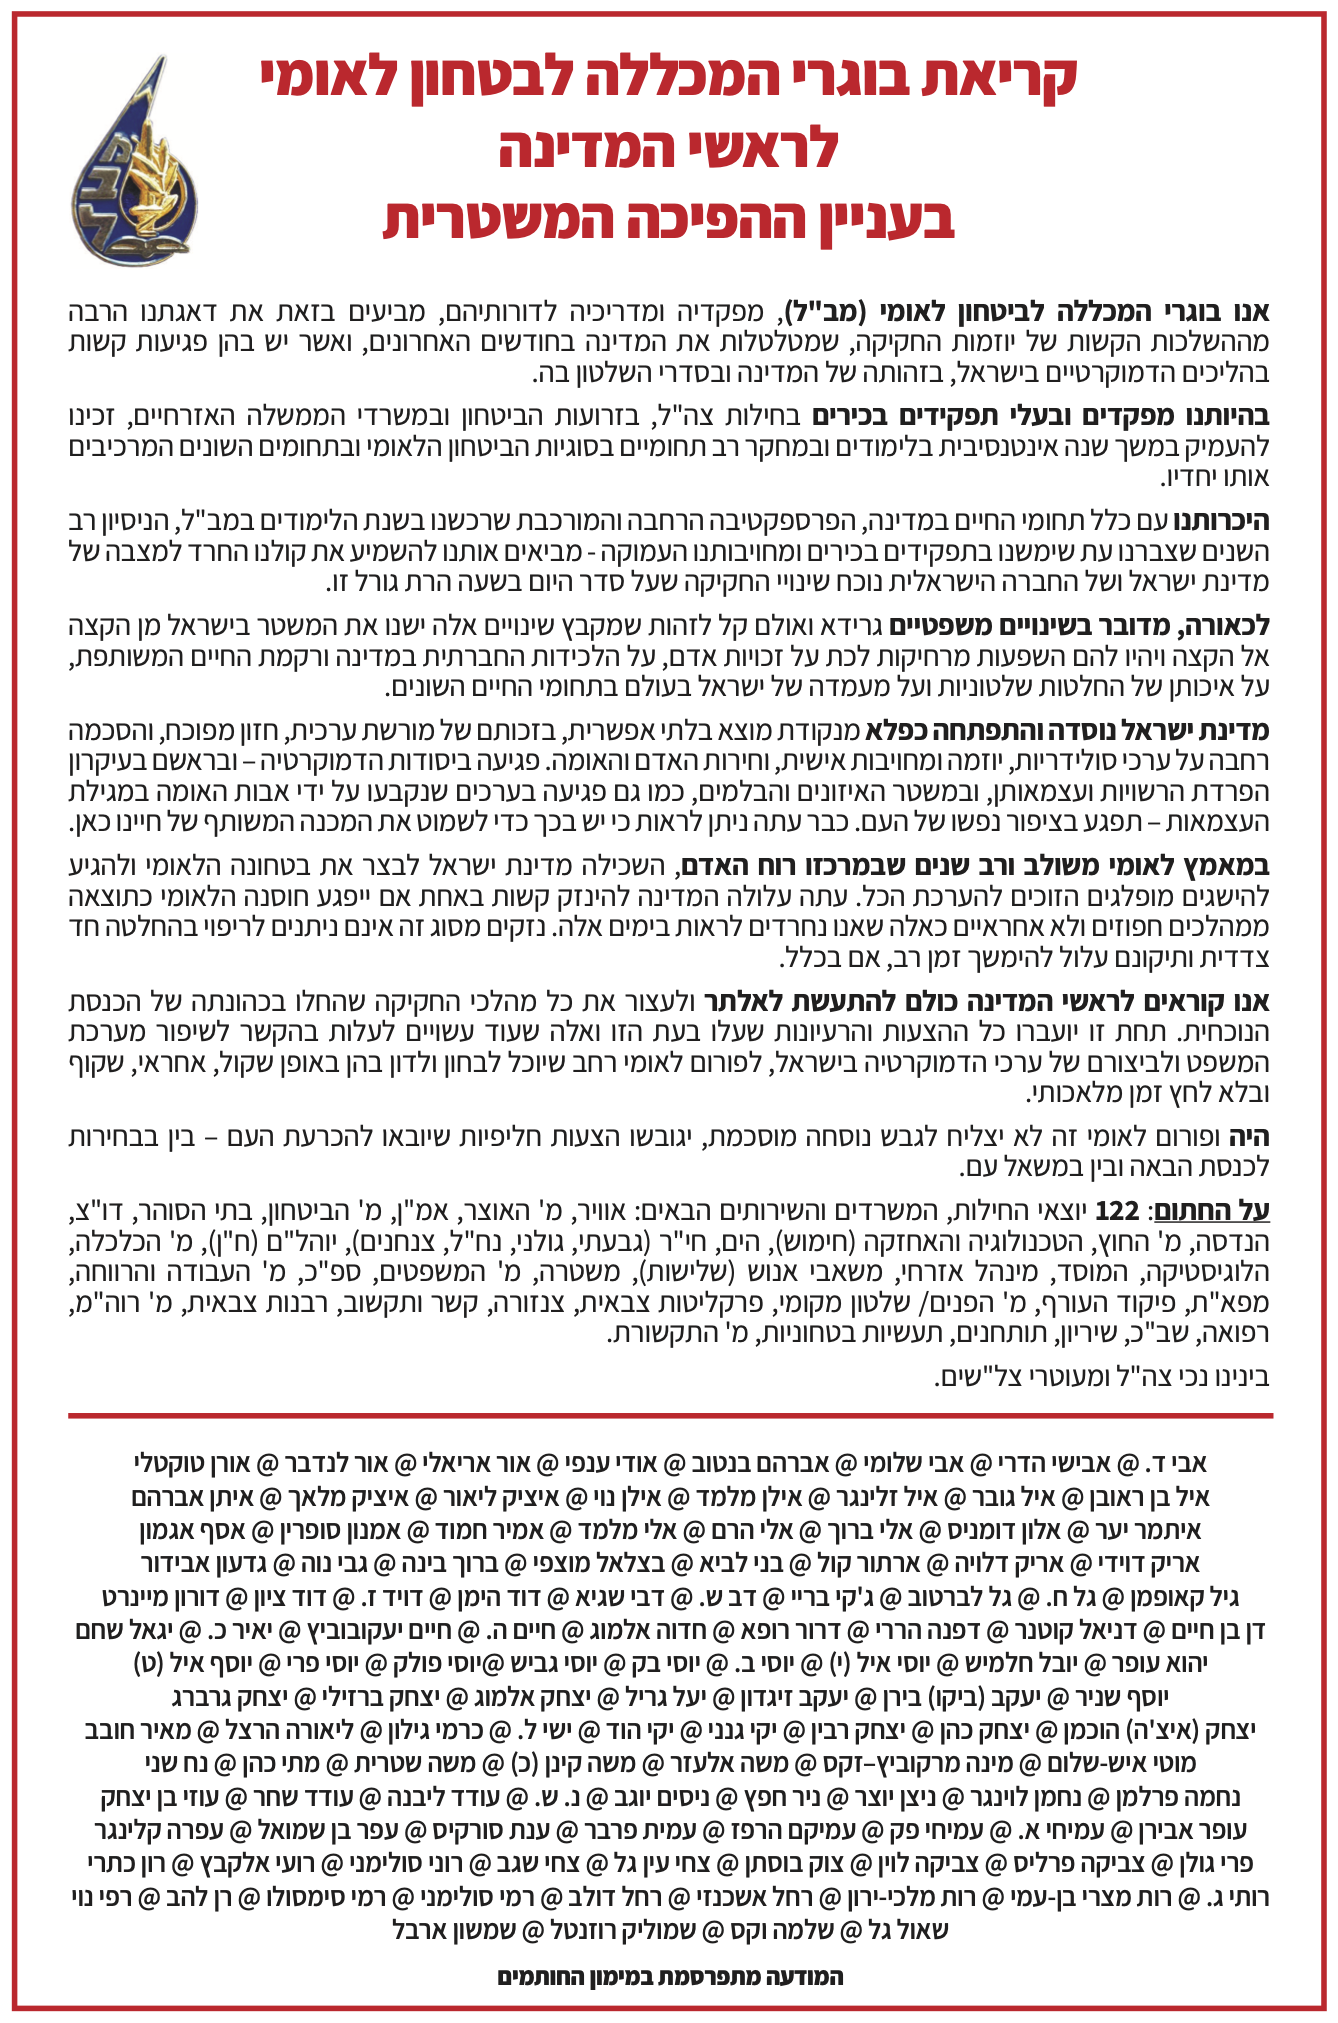 קריאת בוגרי המכללה לבטחון לאומי
לראשי המדינה
בעניין ההפיכה המשטרית
מבל
אנו בוגרי המכללה לביטחון לאומי (מב"ל), מפקדיה ומדריכיה לדורותיהם, מביעים בזאת את דאגתנו הרבה
מההשלכות הקשות של יוזמות החקיקה, שמטלטלות את המדינה בחודשים האחרונים, ואשר יש בהן פגיעות קשות
בהליכים הדמוקרטיים בישראל, בזהותה של המדינה ובסדרי השלטון בה.
בהיותנו מפקדים ובעלי תפקידים בכירים בחילות צה"ל, בזרועות הביטחון ובמשרדי הממשלה האזרחיים, זכינו
להעמיק במשך שנה אינטנסיבית בלימודים ובמחקר רב תחומיים בסוגיות הביטחון הלאומי ובתחומים השונים המרכיבים
אותו יחדיו.
היכרותנו עם כלל תחומי החיים במדינה, הפרספקטיבה הרחבה והמורכבת שרכשנו בשנת הלימודים במב"ל, הניסיון רב
השנים שצברנו עת שימשנו בתפקידים בכירים ומחויבותנו העמוקה - מביאים אותנו להשמיע את קולנו החרד למצבה של
מדינת ישראל ושל החברה הישראלית נוכח שינויי החקיקה שעל סדר היום בשעה הרת גורל זו.
לכאורה, מדובר בשינויים משפטיים גרידא ואולם קל לזהות שמקבץ שינויים אלה ישנו את המשטר בישראל מן הקצה
אל הקצה ויהיו להם השפעות מרחיקות לכת על זכויות אדם, על הלכידות החברתית במדינה ורקמת החיים המשותפת,
על איכותן של החלטות שלטוניות ועל מעמדה של ישראל בעולם בתחומי החיים השונים.
מדינת ישראל נוסדה והתפתחה כפלא מנקודת מוצא בלתי אפשרית, בזכותם של מורשת ערכית, חזון מפוכח, והסכמה
רחבה על ערכי סולידריות, יוזמה ומחויבות אישית, וחירות האדם והאומה. פגיעה ביסודות הדמוקרטיה – ובראשם בעיקרון
הפרדת הרשויות ועצמאותן, ובמשטר האיזונים והבלמים, כמו גם פגיעה בערכים שנקבעו על ידי אבות האומה במגילת
העצמאות – תפגע בציפור נפשו של העם. כבר עתה ניתן לראות כי יש בכך כדי לשמוט את המכנה המשותף של חיינו כאן.
במאמץ לאומי משולב ורב שנים שבמרכזו רוח האדם, השכילה מדינת ישראל לבצר את בטחונה הלאומי ולהגיע
להישגים מופלגים הזוכים להערכת הכל. עתה עלולה המדינה להינזק קשות באחת אם ייפגע חוסנה הלאומי כתוצאה
ממהלכים חפוזים ולא אחראיים כאלה שאנו נחרדים לראות בימים אלה. נזקים מסוג זה אינם ניתנים לריפוי בהחלטה חד
צדדית ותיקונם עלול להימשך זמן רב, אם בכלל.
אנו קוראים לראשי המדינה כולם להתעשת לאלתר ולעצור את כל מהלכי החקיקה שהחלו בכהונתה של הכנסת
הנוכחית. תחת זו יועברו כל ההצעות והרעיונות שעלו בעת הזו ואלה שעוד עשויים לעלות בהקשר לשיפור מערכת
המשפט ולביצורם של ערכי הדמוקרטיה בישראל, לפורום לאומי רחב שיוכל לבחון ולדון בהן באופן שקול, אחראי, שקוף
ובלא לחץ זמן מלאכותי.
היה ופורום לאומי זה לא יצליח לגבש נוסחה מוסכמת, יגובשו הצעות חליפיות שיובאו להכרעת העם – בין בבחירות
לכנסת הבאה ובין במשאל עם.
על החתום: 122 יוצאי החילות, המשרדים והשירותים הבאים: אוויר, מ' האוצר, אמ"ן, מ' הביטחון, בתי הסוהר, דו"צ,
הנדסה, מ' החוץ, הטכנולוגיה והאחזקה (חימוש), הים, חי"ר (גבעתי, גולני, נח"ל, צנחנים), יוהל"ם (ח"ן), מ' הכלכלה,
הלוגיסטיקה, המוסד, מינהל אזרחי, משאבי אנוש (שלישות), משטרה, מ' המשפטים, ספ"כ, מ' העבודה והרווחה,
מפא"ת, פיקוד העורף, מ' הפנים/ שלטון מקומי, פרקליטות צבאית, צנזורה, קשר ותקשוב, רבנות צבאית, מ' רוה"מ,
רפואה, שב"כ, שיריון, תותחנים, תעשיות בטחוניות, מ' התקשורת.
בינינו נכי צה"ל ומעוטרי צל"שים.
אבי ד. @ אבישי הדרי @ אבי שלומי @ אברהם בנטוב @ אודי ענפי @ אור אריאלי @ אור לנדבר @ אורן טוקטלי
איל בן ראובן @ איל גובר @ איל זלינגר @ אילן מלמד @ אילן נוי @ איציק ליאור @ איציק מלאך @ איתן אברהם
איתמר יער @ אלון דומניס @ אלי ברוך @ אלי הרם @ אלי מלמד @ אמיר חמוד @ אמנון סופרין @ אסף אגמון
אריק דוידי @ אריק דלויה @ ארתור קול @ בני לביא @ בצלאל מוצפי @ ברוך בינה @ גבי נוה @ גדעון אבידור
גיל קאופמן @ גל ח. @ גל לברטוב @ ג'קי בריי @ דב ש. @ דבי שגיא @ דוד הימן @ דויד ז. @ דוד ציון @ דורון מיינרט
דן בן חיים @ דניאל קוטנר @ דפנה הררי @ דרור רופא @ חדוה אלמוג @ חיים ה. @ חיים יעקובוביץ @ יאיר כ. @ יגאל שחם
יהוא עופר @ יובל חלמיש @ יוסי איל (י) @ יוסי ב. @ יוסי בק @ יוסי גביש @יוסי פולק @ יוסי פרי @ יוסף איל (ט)
יוסף שניר @ יעקב (ביקו) בירן @ יעקב זיגדון @ יעל גריל @ יצחק אלמוג @ יצחק ברזילי @ יצחק גרברג
יצחק (איצ'ה) הוכמן @ יצחק כהן @ יצחק רבין @ יקי גנני @ יקי הוד @ ישי ל. @ כרמי גילון @ ליאורה הרצל @ מאיר חובב
מוטי איש-שלום @ מינה מרקוביץ–זקס @ משה אלעזר @ משה קינן (כ) @ משה שטרית @ מתי כהן @ נח שני
נחמה פרלמן @ נחמן לוינגר @ ניצן יוצר @ ניר חפץ @ ניסים יוגב @ נ. ש. @ עודד ליבנה @ עודד שחר @ עוזי בן יצחק
עופר אבירן @ עמיחי א. @ עמיחי פק @ עמיקם הרפז @ עמית פרבר @ ענת סורקיס @ עפר בן שמואל @ עפרה קלינגר
פרי גולן @ צביקה פרליס @ צביקה לוין @ צוק בוסתן @ צחי עין גל @ צחי שגב @ רוני סולימני @ רועי אלקבץ @ רון כתרי
רותי ג. @ רות מצרי בן-עמי @ רות מלכי-ירון @ רחל אשכנזי @ רחל דולב @ רמי סולימני @ רמי סימסולו @ רן להב @ רפי נוי
שאול גל @ שלמה וקס @ שמוליק רוזנטל @ שמשון ארבל
המודעה מתפרסמת במימון החותמים